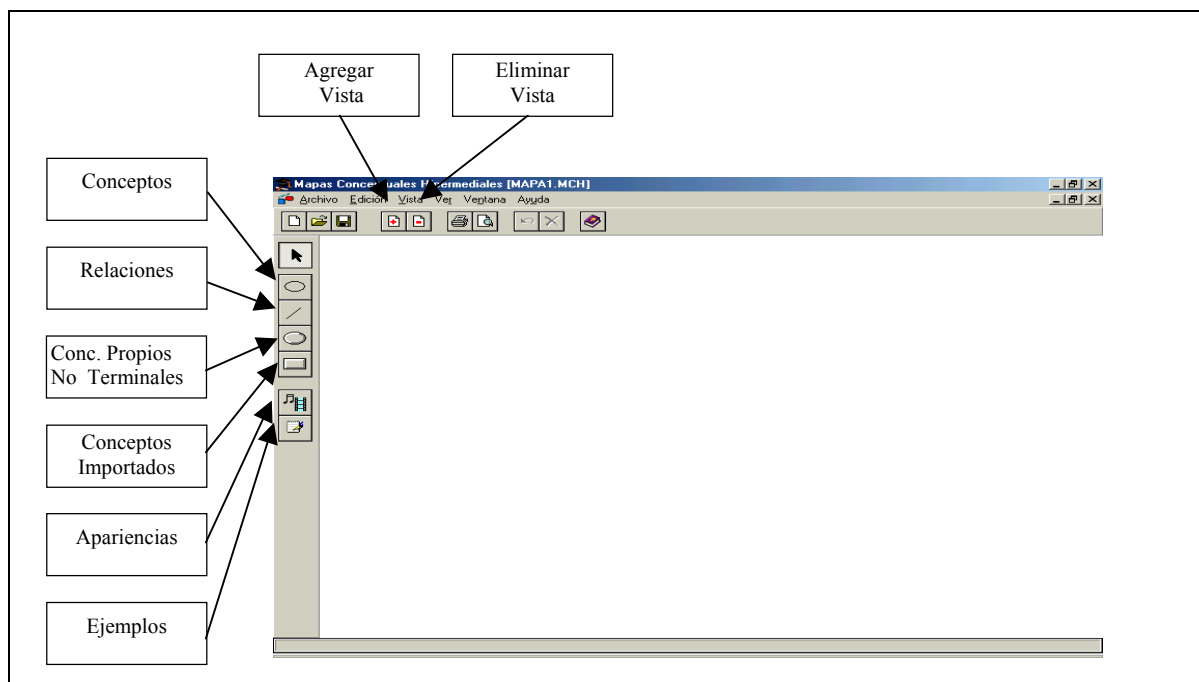 Agregar
Vista
Eliminar
Vista
Conceptos
Relaciones
Conc. Propios
No Terminales
Conceptos
Importados
Apariencias
Ejemplos
Mapas Conceptuales Hipermediales [MAPA1.MCH]
Archivo Edición Vista Ver Ventana Ayuda